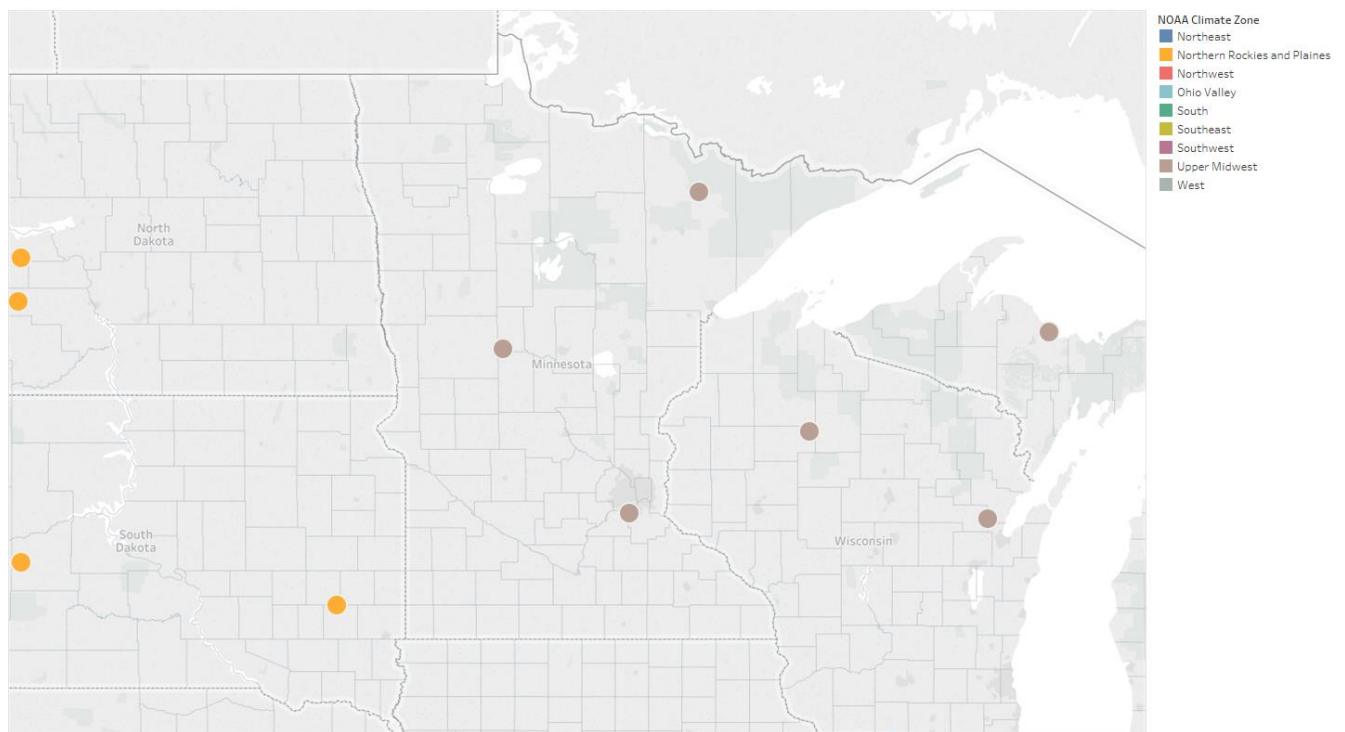 NOAA Climate Zone
Northeast
Northern Rockies and Plaines
Northwest
Ohio Valley
South
Southeast
Southwest
Upper Midwest
West
North
Dakota
Minnesota
South
Dakota
Wisconsin